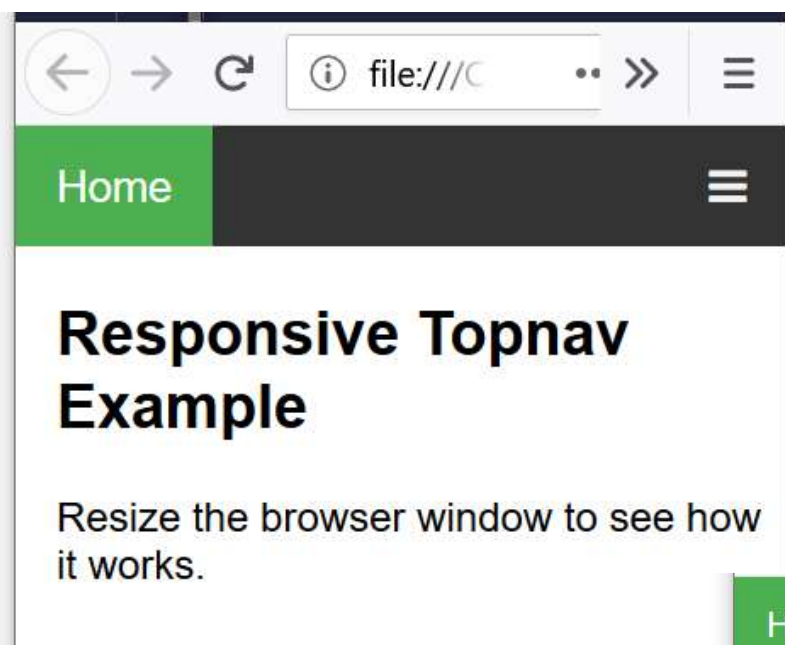 file:///C
Home
Responsive Topnav
Example
Resize the browser window to see how
it works.
H